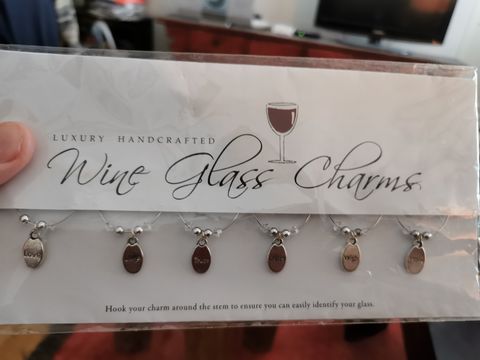 LUXURY HANDCRAFTED
Wine Glass Charms
Love
Hook your charm around the stem to ensure you can easily identify your glass.